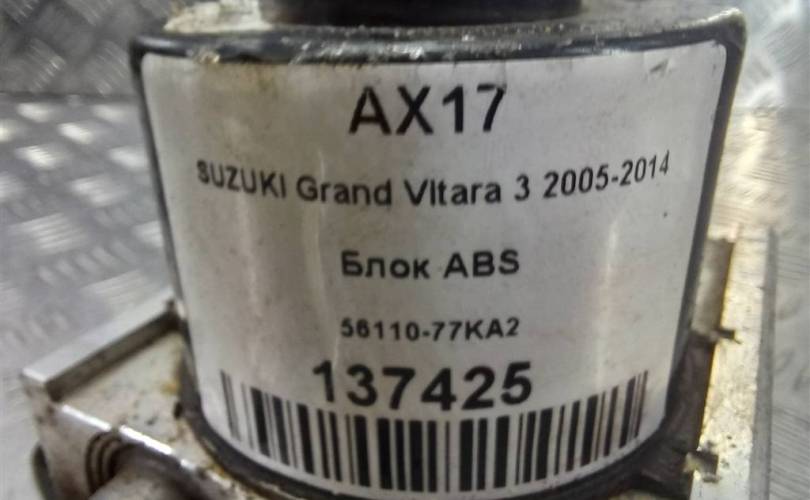 AX17
SUZUKI Grand Vitara 3 2005-2014
Блок ABS
56110-77KA2
137425